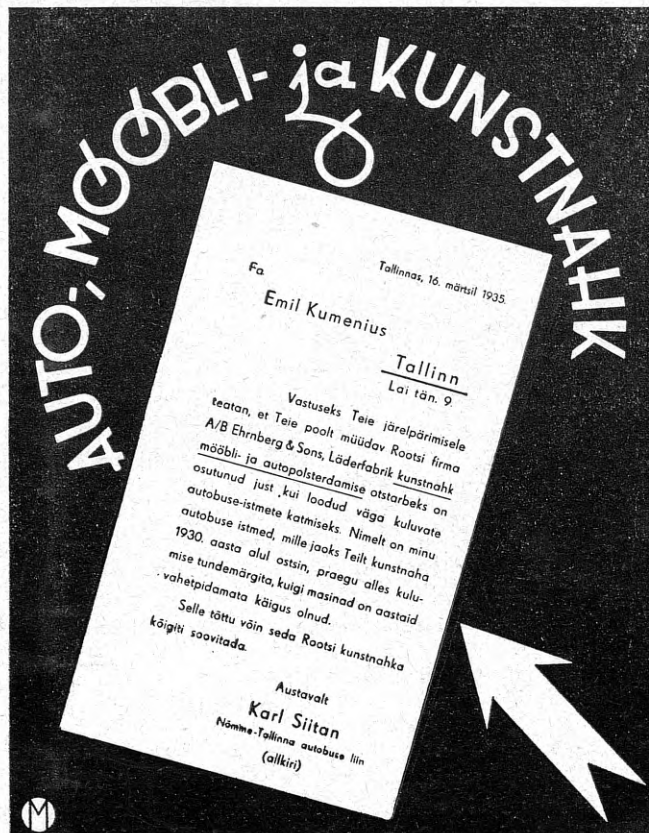 AUTO-, MÖÖBLI- ja KUNSTNAHK
Tallinnas, 16. märtsil 1935.
Fa.
Emil Kumenius
Tallinn
Lai tän. 9.
Vastuseks Teie järelpärimisele
teatan, et Teie poolt müüdav Rootsi firma
A/B Ehrnberg & Sons, Läderfabrik kunstnahk
mööbli- ja autopolsterdamise otstarbeks on
osutunud just kui loodud väga kuluvate
autobuse-istmete katmiseks. Nimelt on minu
autobuse istmed, mille jaoks Teilt kunstnaha
1930. aasta alul ostsin, praegu alles kulu-
mise tundemärgita, kuigi masinad on aastaid
vahetpidamata käigus olnud.
Selle tõttu võin seda Rootsi kunstnahka
kõigiti soovitada.
Austavalt
Karl Siitan
Nõmme-Tallinna autobuse liin
(allkiri)
M